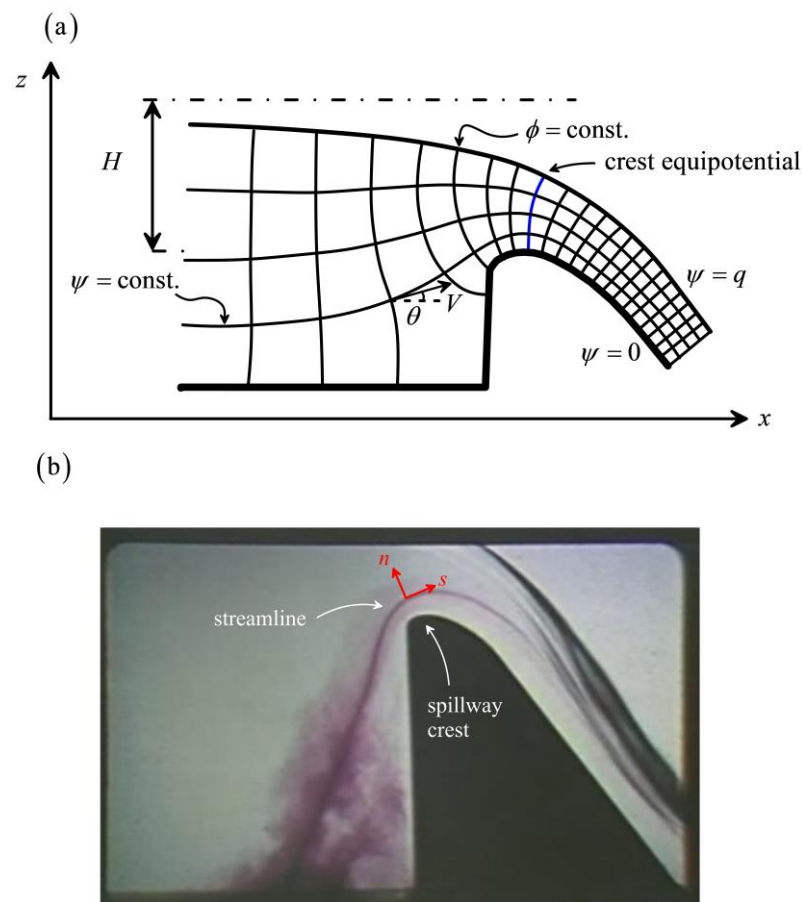 (a)
z
ϕ = const.
crest equipotential
H
ψ = const.
V
θ
ψ = q
ψ = 0
x
(b)
n
s
streamline
spillway
crest